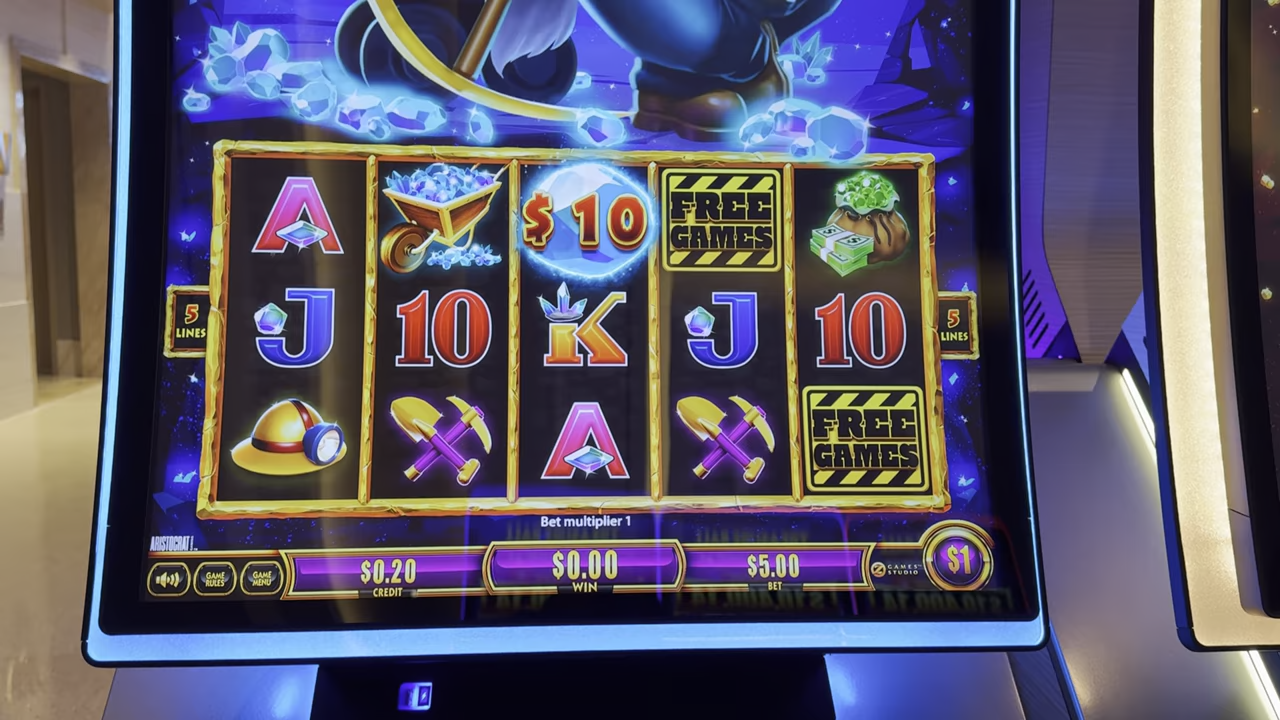 A
$10
FREE
GAMES
J
10
K
J
10
5
LINES
5
LINES
A
FREE
GAMES
Bet multiplier 1
ARISTOCRAT
GAME
RULES
GAME
MENU
$0.20
CREDIT
$0.00
WIN
$5.00
BET
GAMES
STUDIO
$1